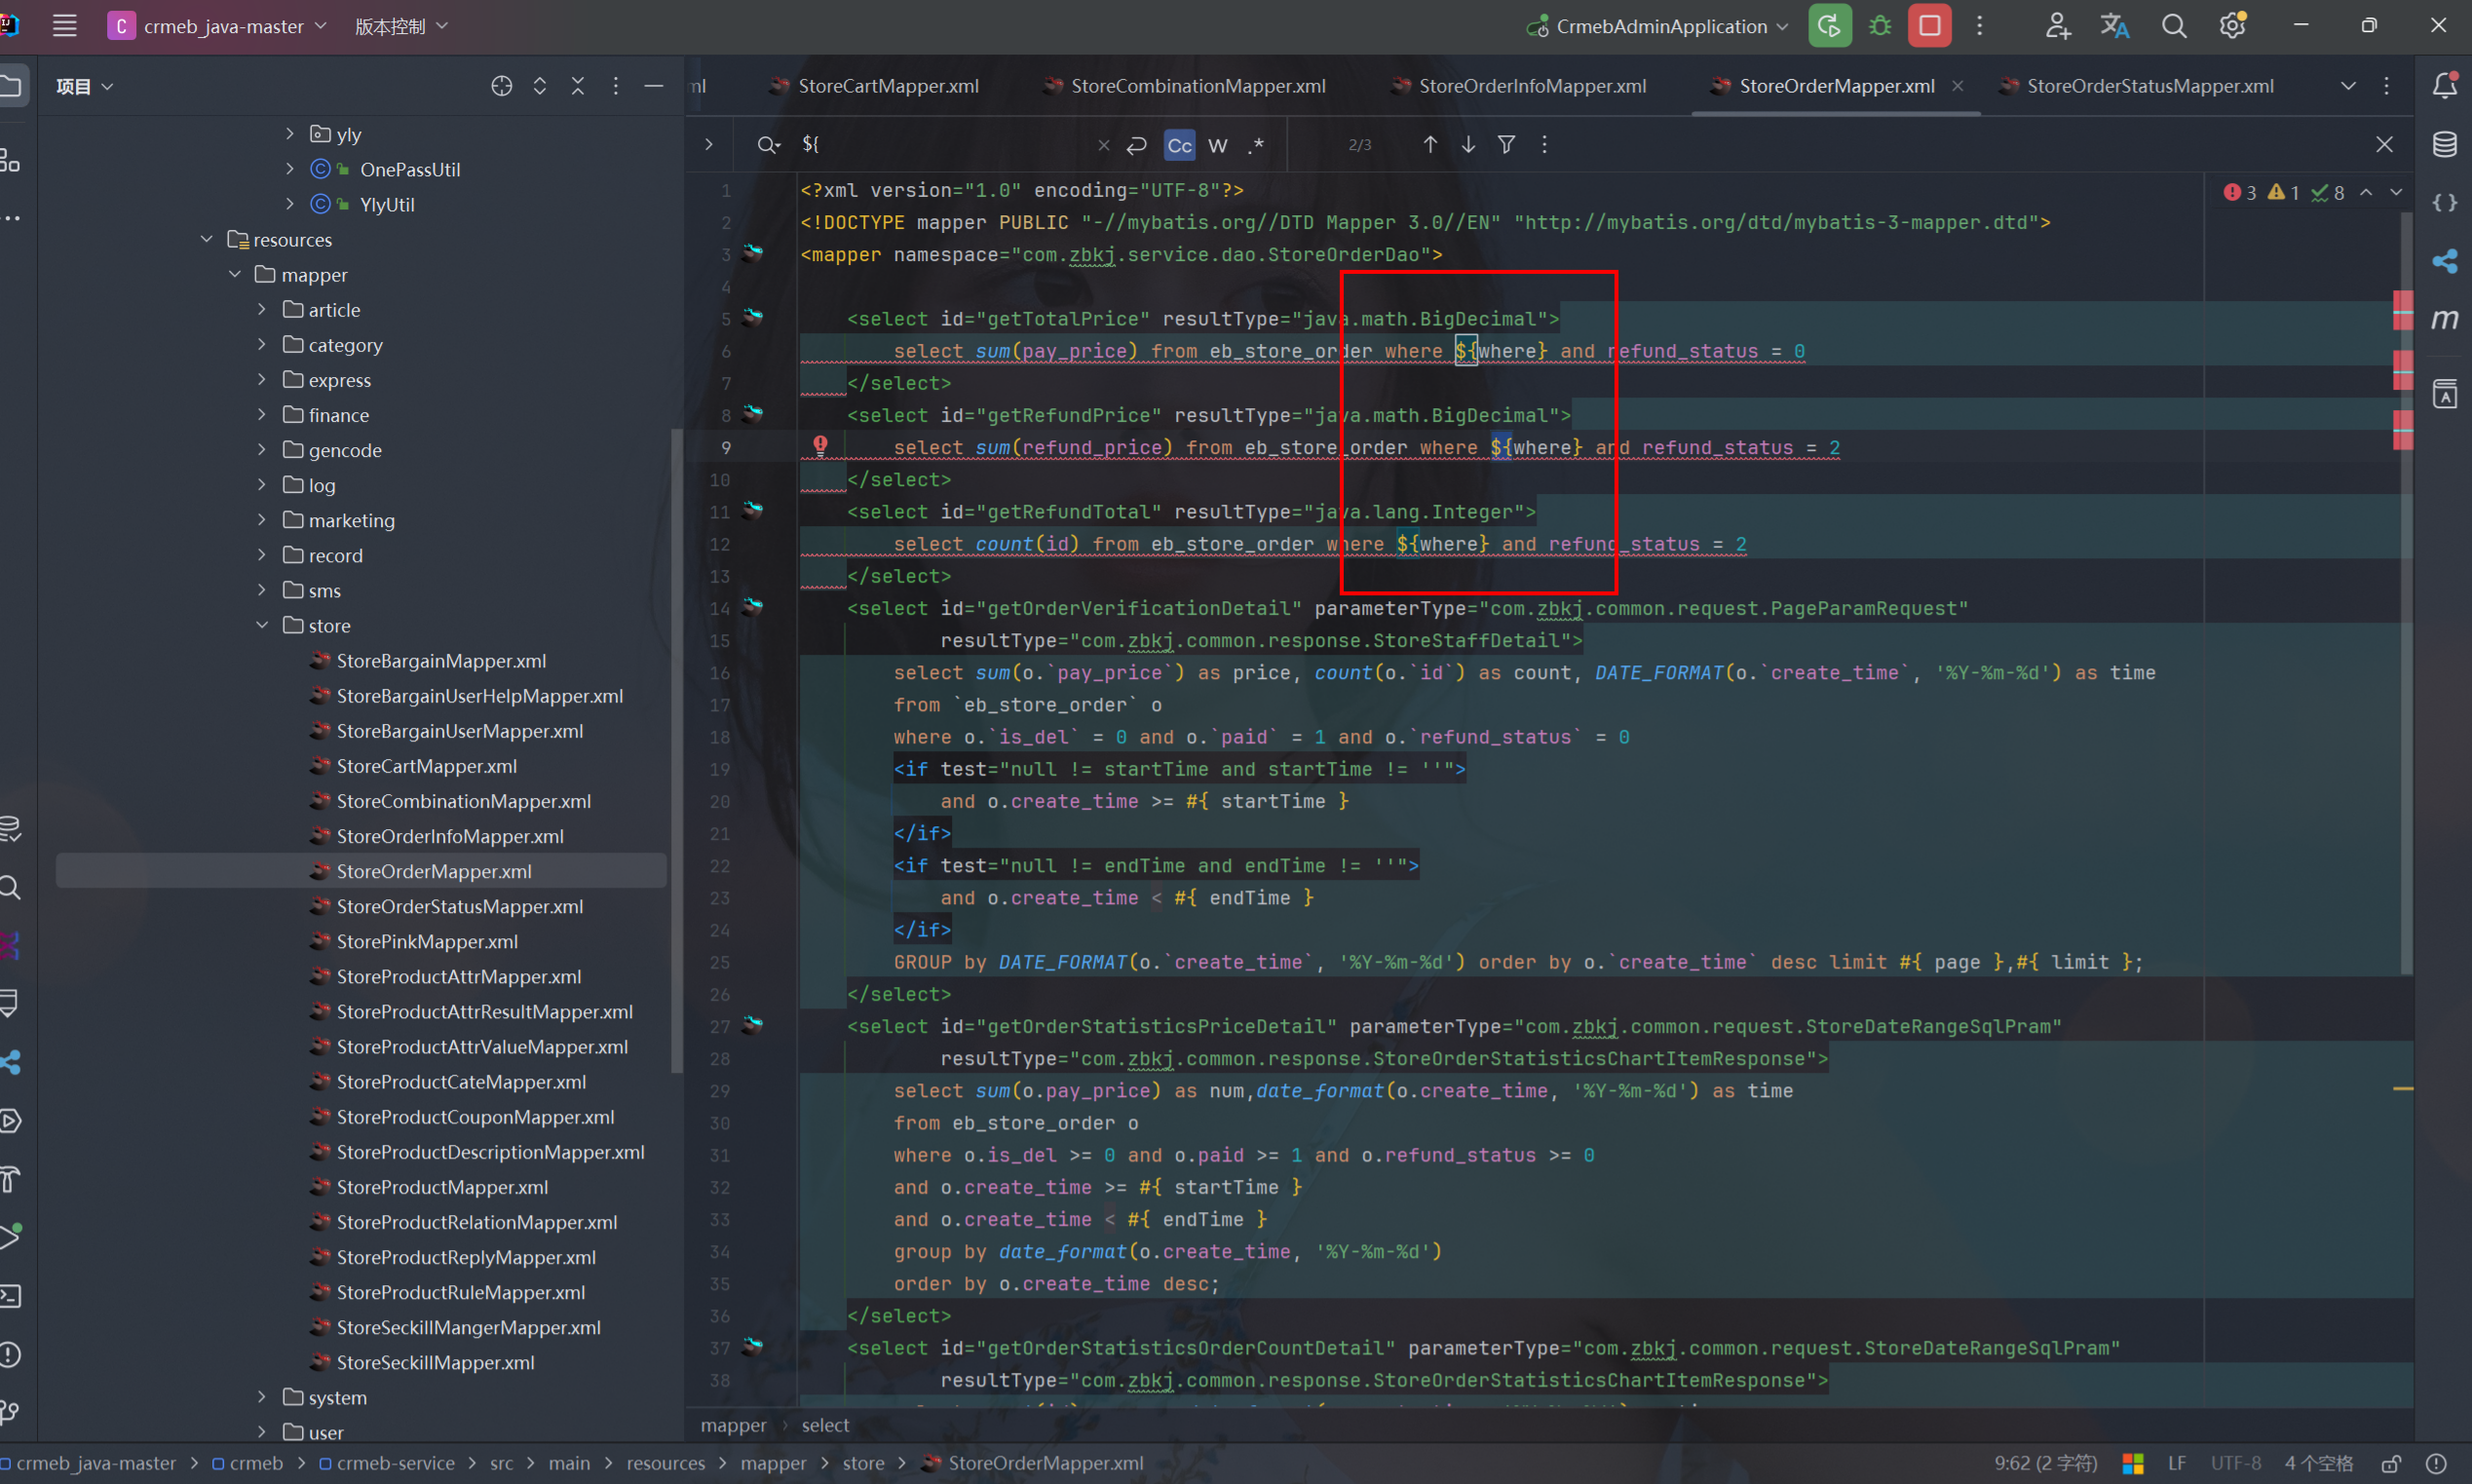 C crmeb_java-master 版本控制 CrmebAdminApplication
项目
yly
OnePassUtil
YlyUtil
resources
mapper
article
category
express
finance
gencode
log
marketing
record
sms
store
StoreBargainMapper.xml
StoreBargainUserHelpMapper.xml
StoreBargainUserMapper.xml
StoreCartMapper.xml
StoreCombinationMapper.xml
StoreOrderInfoMapper.xml
StoreOrderMapper.xml
StoreOrderStatusMapper.xml
StorePinkMapper.xml
StoreProductAttrMapper.xml
StoreProductAttrResultMapper.xml
StoreProductAttrValueMapper.xml
StoreProductCateMapper.xml
StoreProductCouponMapper.xml
StoreProductDescriptionMapper.xml
StoreProductMapper.xml
StoreProductRelationMapper.xml
StoreProductReplyMapper.xml
StoreProductRuleMapper.xml
StoreSeckillMangerMapper.xml
StoreSeckillMapper.xml
system
user
ml StoreCartMapper.xml StoreCombinationMapper.xml StoreOrderInfoMapper.xml StoreOrderMapper.xml StoreOrderStatusMapper.xml
${ Cc W .* 2/3
3 1 8
1 <?xml version="1.0" encoding="UTF-8"?>
2 <!DOCTYPE mapper PUBLIC "-//mybatis.org//DTD Mapper 3.0//EN" "http://mybatis.org/dtd/mybatis-3-mapper.dtd">
3 <mapper namespace="com.zbkj.service.dao.StoreOrderDao">
4
5 <select id="getTotalPrice" resultType="java.math.BigDecimal">
6 select sum(pay_price) from eb_store_order where ${where} and refund_status = 0
7 </select>
8 <select id="getRefundPrice" resultType="java.math.BigDecimal">
9 select sum(refund_price) from eb_store_order where ${where} and refund_status = 2
10 </select>
11 <select id="getRefundTotal" resultType="java.lang.Integer">
12 select count(id) from eb_store_order where ${where} and refund_status = 2
13 </select>
14 <select id="getOrderVerificationDetail" parameterType="com.zbkj.common.request.PageParamRequest"
15 resultType="com.zbkj.common.response.StoreStaffDetail">
16 select sum(o.`pay_price`) as price, count(o.`id`) as count, DATE_FORMAT(o.`create_time`, '%Y-%m-%d') as time
17 from `eb_store_order` o
18 where o.`is_del` = 0 and o.`paid` = 1 and o.`refund_status` = 0
19 <if test="null != startTime and startTime != ''">
20 and o.create_time >= #{ startTime }
21 </if>
22 <if test="null != endTime and endTime != ''">
23 and o.create_time < #{ endTime }
24 </if>
25 GROUP by DATE_FORMAT(o.`create_time`, '%Y-%m-%d') order by o.`create_time` desc limit #{ page },#{ limit };
26 </select>
27 <select id="getOrderStatisticsPriceDetail" parameterType="com.zbkj.common.request.StoreDateRangeSqlPram"
28 resultType="com.zbkj.common.response.StoreOrderStatisticsChartItemResponse">
29 select sum(o.pay_price) as num,date_format(o.create_time, '%Y-%m-%d') as time
30 from eb_store_order o
31 where o.is_del >= 0 and o.paid >= 1 and o.refund_status >= 0
32 and o.create_time >= #{ startTime }
33 and o.create_time < #{ endTime }
34 group by date_format(o.create_time, '%Y-%m-%d')
35 order by o.create_time desc;
36 </select>
37 <select id="getOrderStatisticsOrderCountDetail" parameterType="com.zbkj.common.request.StoreDateRangeSqlPram"
38 resultType="com.zbkj.common.response.StoreOrderStatisticsChartItemResponse">
mapper › select
crmeb_java-master > crmeb > crmeb-service > src > main > resources > mapper > store > StoreOrderMapper.xml 9:62 (2 字符) LF UTF-8 4 个空格